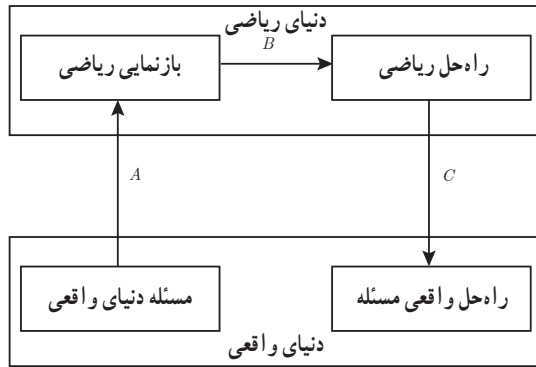 دنیای ریاضی
راه‌حل ریاضی
B
بازنمایی ریاضی
C
A
راه‌حل واقعی مسئله
مسئله دنیای واقعی
دنیای واقعی